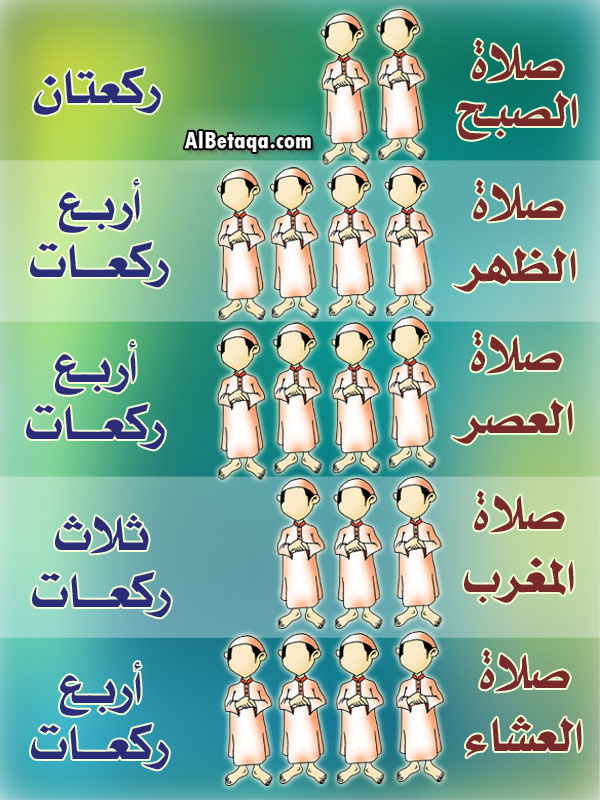 صلاة
الصبح
ركعتان
AlBetaqa.com
صلاة
الظهر
أربع
ركعات
صلاة
العصر
أربع
ركعات
صلاة
المغرب
ثلاث
ركعات
صلاة
العشاء
أربع
ركعات